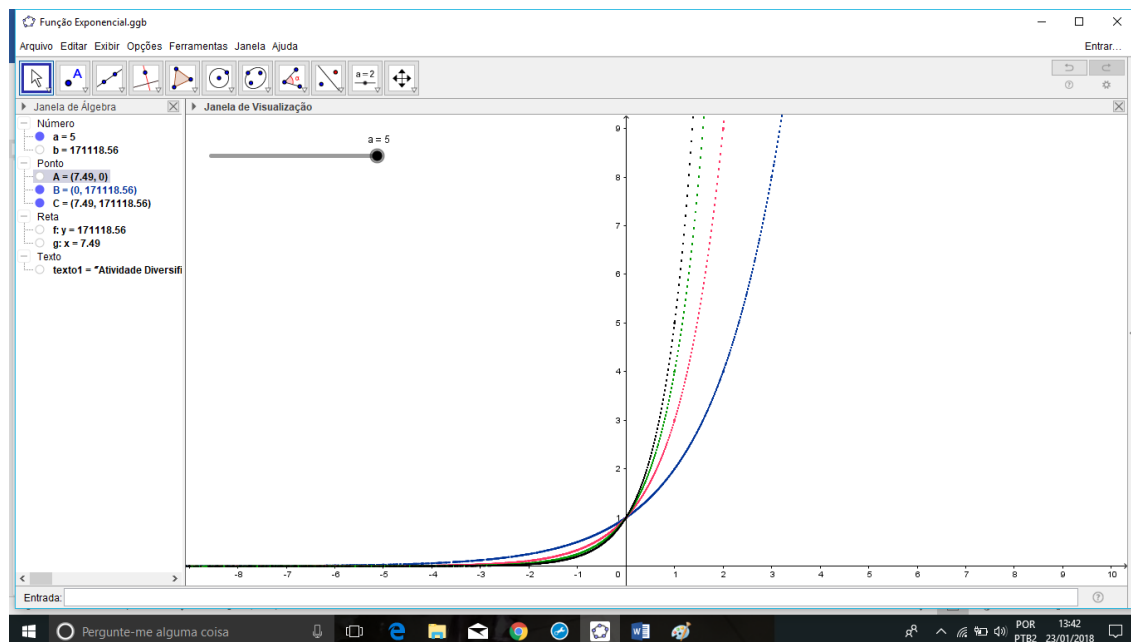 Função Exponencial.ggb
Arquivo Editar Exibir Opções Ferramentas Janela Ajuda
Entrar...
A
α
a=2
Janela de Álgebra
Janela de Visualização
Número
a = 5
b = 171118.56
Ponto
A = (7.49, 0)
B = (0, 171118.56)
C = (7.49, 171118.56)
Reta
f: y = 171118.56
g: x = 7.49
Texto
texto1 = "Atividade Diversifi
a = 5
9
8
7
6
5
4
3
2
1
-8 -7 -6 -5 -4 -3 -2 -1 0 1 2 3 4 5 6 7 8 9 10
Entrada:
Pergunte-me alguma coisa
POR
PTB2
13:42
23/01/2018